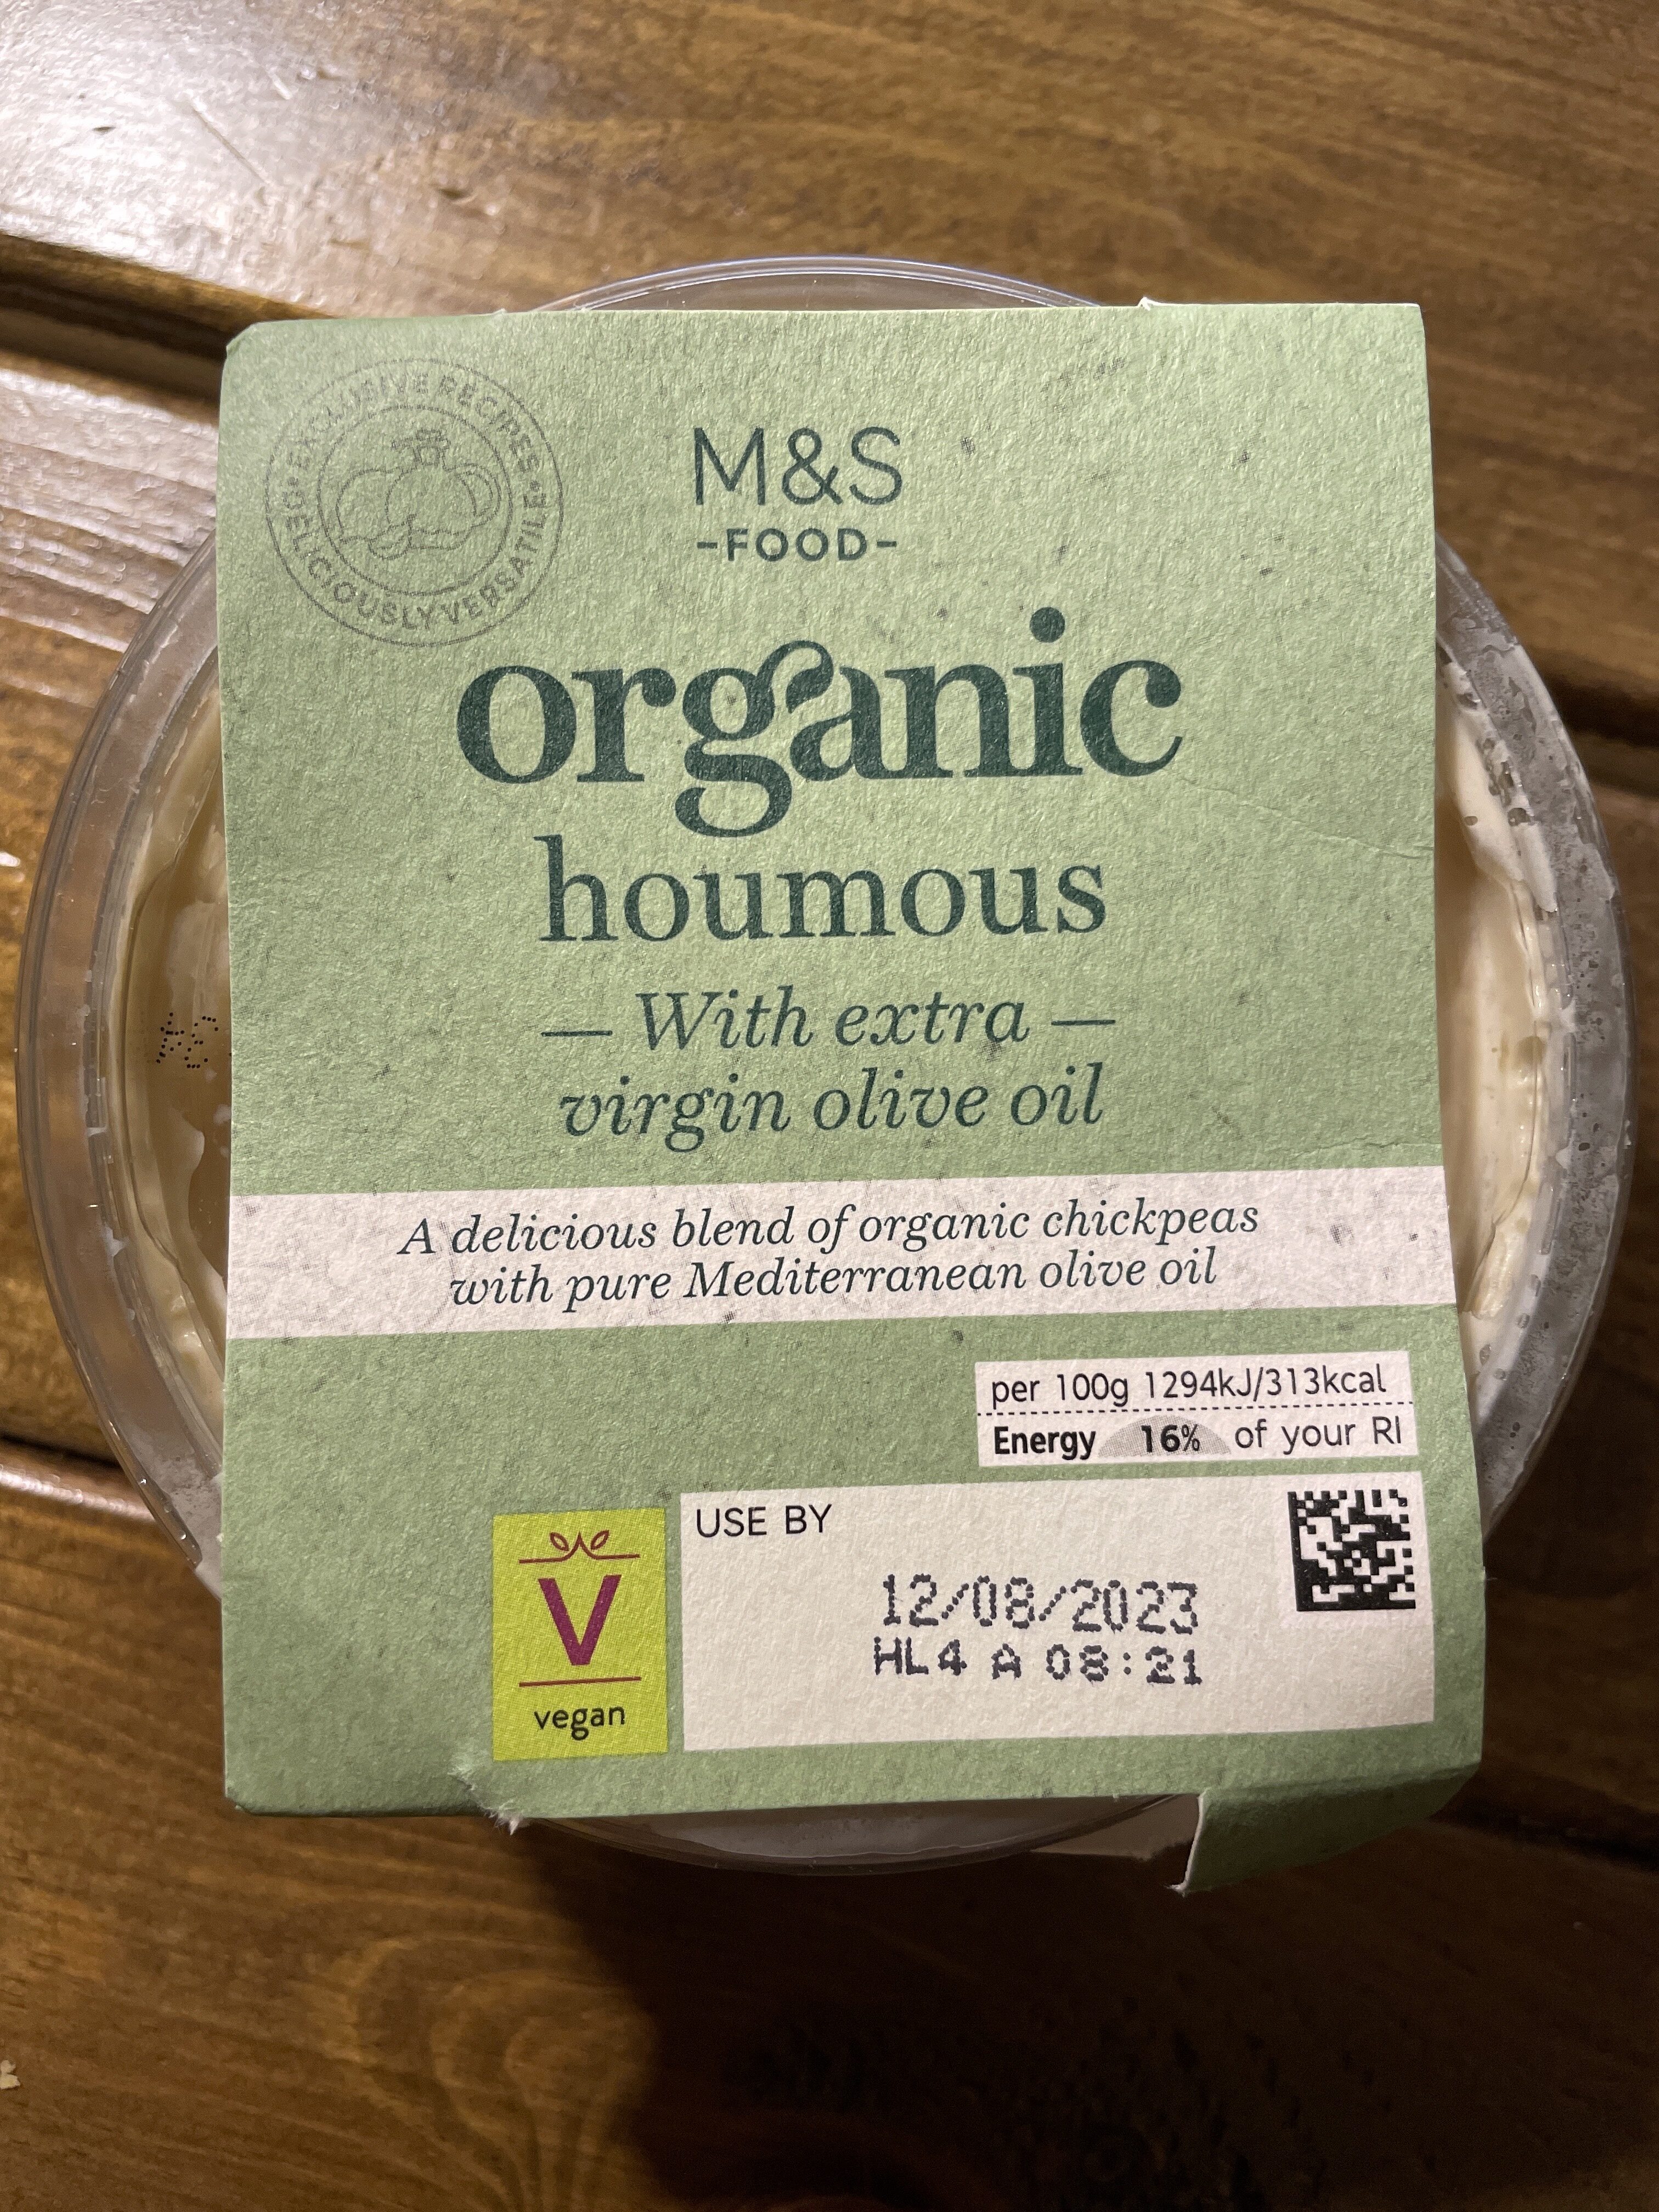 EXCLUSIVE RECIPES
DELICIOUSLY VERSATILE
M&S
-FOOD-
organic
houmous
— With extra —
virgin olive oil
A delicious blend of organic chickpeas
with pure Mediterranean olive oil
per 100g 1294kJ/313kcal
Energy 16% of your RI
USE BY
12/08/2023
HL4 A 08:21
V
vegan